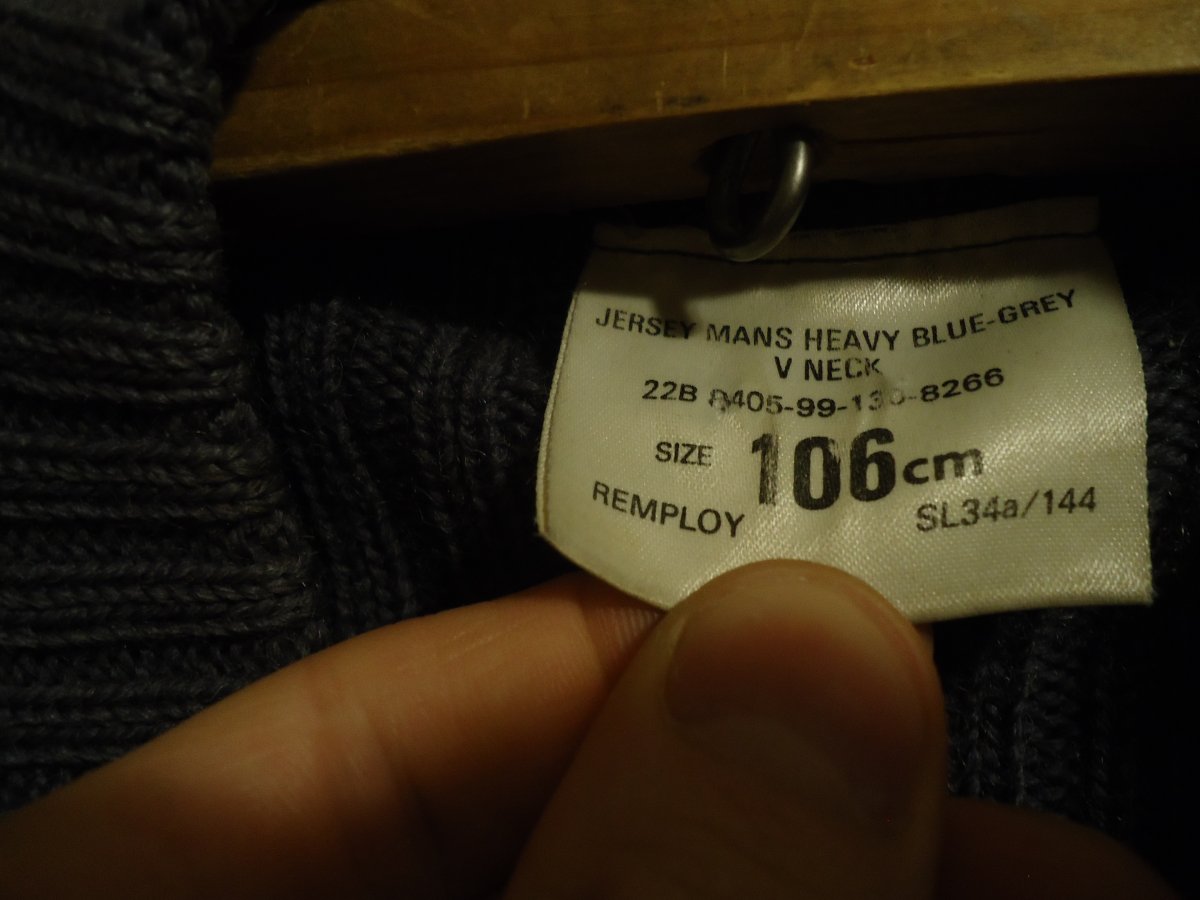 JERSEY MANS HEAVY BLUE-GREY
V NECK
22B 8405-99-130-8266
SIZE 106cm
REMPLOY SL34a/144